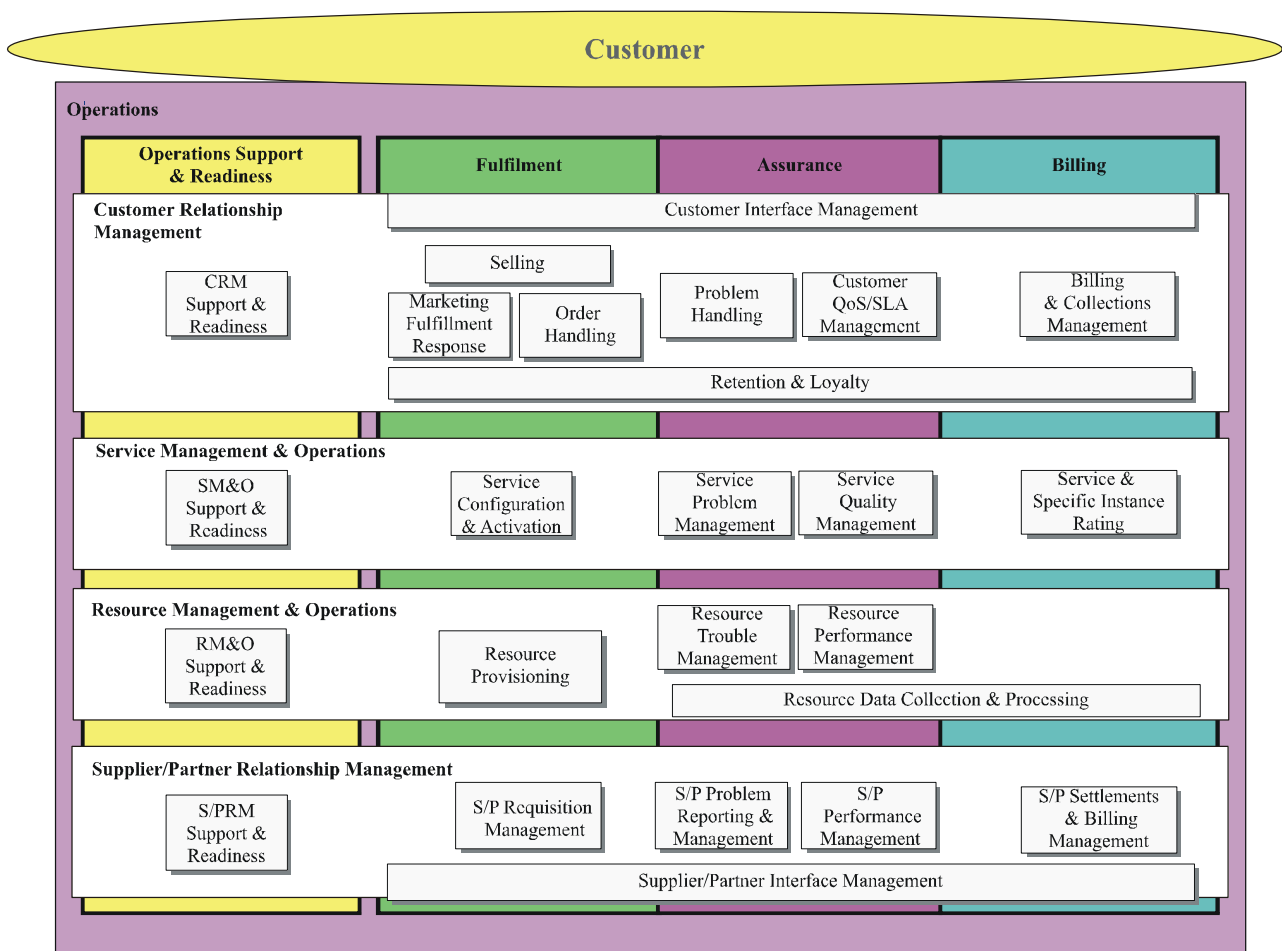 Customer
Operations
Operations Support
& Readiness
Fulfilment
Assurance
Billing
Customer Relationship
Management
Customer Interface Management
CRM
Support &
Readiness
Selling
Marketing
Fulfillment
Response
Order
Handling
Problem
Handling
Customer
QoS/SLA
Management
Billing
& Collections
Management
Retention & Loyalty
Service Management & Operations
SM&O
Support &
Readiness
Service
Configuration
& Activation
Service
Problem
Management
Service
Quality
Management
Service &
Specific Instance
Rating
Resource Management & Operations
RM&O
Support &
Readiness
Resource
Provisioning
Resource
Trouble
Management
Resource
Performance
Management
Resource Data Collection & Processing
Supplier/Partner Relationship Management
S/PRM
Support &
Readiness
S/P Requisition
Management
S/P Problem
Reporting &
Management
S/P
Performance
Management
S/P Settlements
& Billing
Management
Supplier/Partner Interface Management